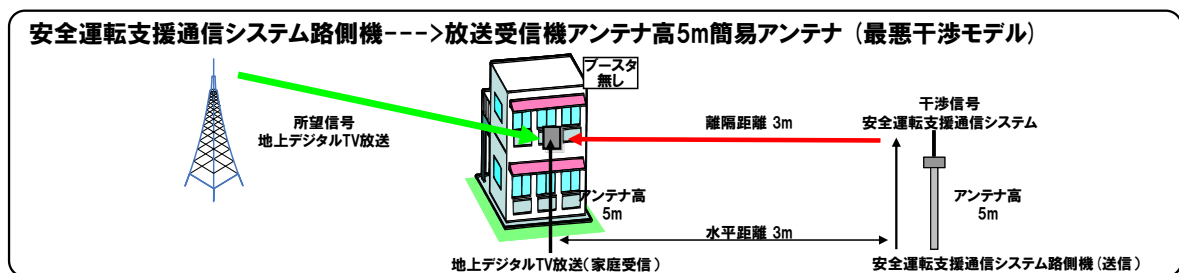 安全運転支援通信システム路側機--->放送受信機アンテナ高5m簡易アンテナ (最悪干渉モデル)
ブースタ
無し
所望信号
地上デジタルTV放送
離隔距離 3m
干渉信号
安全運転支援通信システム
アンテナ高
5m
アンテナ高
5m
水平距離 3m
地上デジタルTV放送(家庭受信)
安全運転支援通信システム路側機(送信)